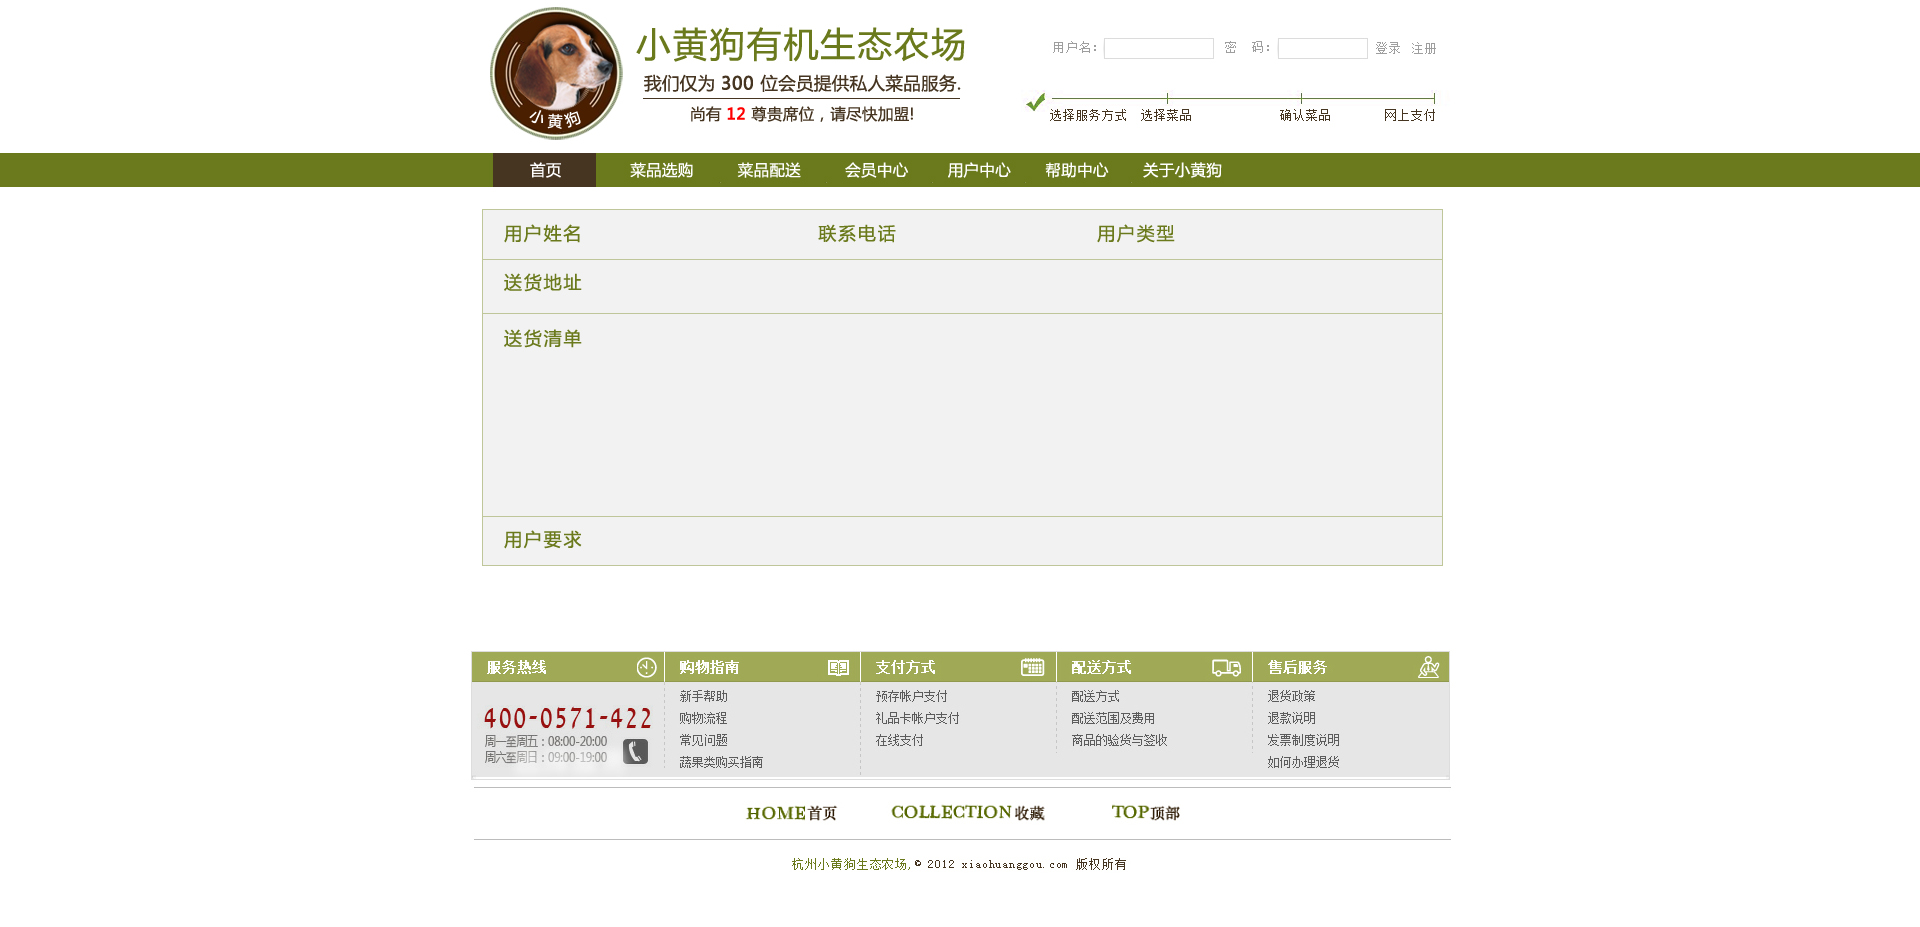 小黄狗有机生态农场
我们仅为 300 位会员提供私人菜品服务.
尚有 12 尊贵席位，请尽快加盟!
小黄狗
用户名： 密 码： 登录 注册
选择服务方式 选择菜品 确认菜品 网上支付
首页 菜品选购 菜品配送 会员中心 用户中心 帮助中心 关于小黄狗
用户姓名 联系电话 用户类型
送货地址
送货清单
用户要求
服务热线
400-0571-422
周一至周五：08:00-20:00
周六至周日：09:00-19:00
购物指南
新手帮助
购物流程
常见问题
蔬果类购买指南
支付方式
预存帐户支付
礼品卡帐户支付
在线支付
配送方式
配送方式
配送范围及费用
商品的验货与签收
售后服务
退货政策
退款说明
发票制度说明
如何办理退货
HOME首页 COLLECTION收藏 TOP顶部
杭州小黄狗生态农场,© 2012 xiaohuanggou.com 版权所有